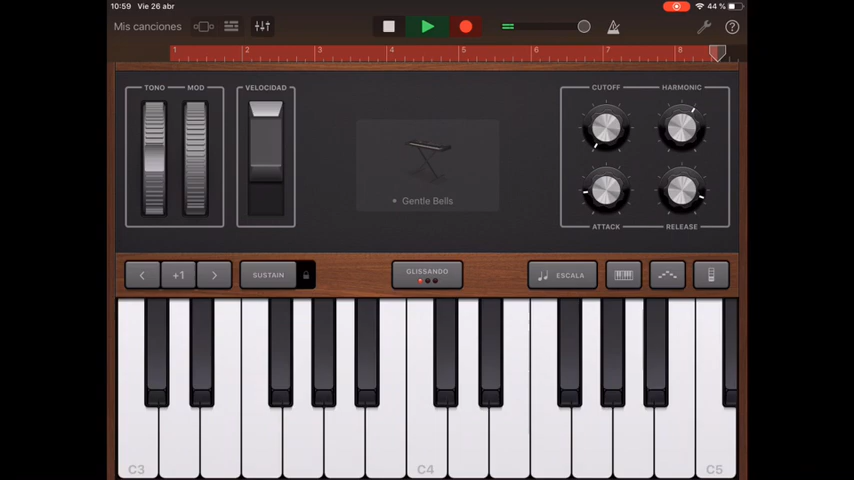 10:59 Vie 26 abr
44 %
Mis canciones
1 2 3 4 5 6 7 8
TONO MOD VELOCIDAD CUTOFF HARMONIC
Gentle Bells
ATTACK RELEASE
+1 SUSTAIN GLISSANDO ESCALA
C3 C4 C5